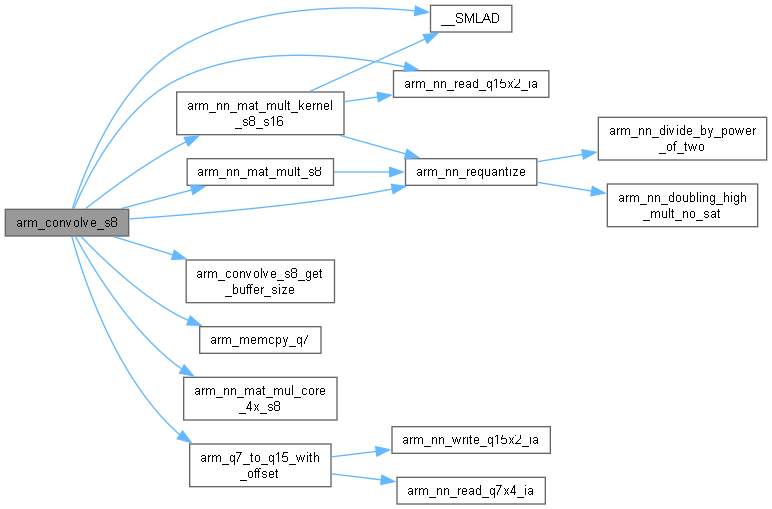 __SMLAD
arm_nn_read_q15x2_ia
arm_nn_mat_mult_kernel
_s8_s16
arm_nn_divide_by_power
_of_two
arm_nn_mat_mult_s8
arm_nn_requantize
arm_nn_doubling_high
_mult_no_sat
arm_convolve_s8
arm_convolve_s8_get
_buffer_size
arm_memcpy_q7
arm_nn_mat_mul_core
_4x_s8
arm_nn_write_q15x2_ia
arm_q7_to_q15_with
_offset
arm_nn_read_q7x4_ia